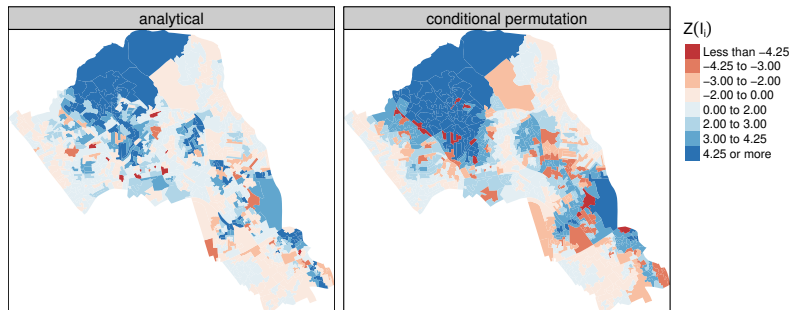 analytical
conditional permutation
Z(Iᵢ)
Less than −4.25
−4.25 to −3.00
−3.00 to −2.00
−2.00 to 0.00
0.00 to 2.00
2.00 to 3.00
3.00 to 4.25
4.25 or more